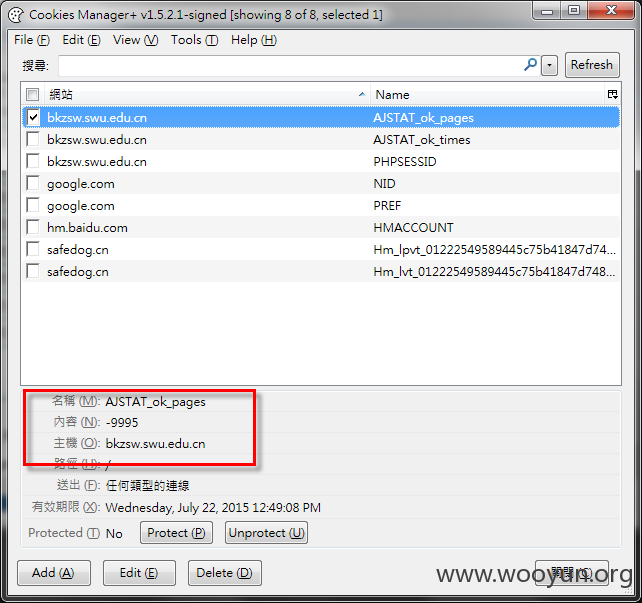 Cookies Manager+ v1.5.2.1-signed [showing 8 of 8, selected 1]
File (F) Edit (E) View (V) Tools (T) Help (H)
搜尋: Refresh
網站 Name
bkzsw.swu.edu.cn AJSTAT_ok_pages
bkzsw.swu.edu.cn AJSTAT_ok_times
bkzsw.swu.edu.cn PHPSESSID
google.com NID
google.com PREF
hm.baidu.com HMACCOUNT
safedog.cn Hm_lpvt_01222549589445c75b41847d74...
safedog.cn Hm_lvt_01222549589445c75b41847d748...
名稱 (M): AJSTAT_ok_pages
內容 (N): -9995
主機 (O): bkzsw.swu.edu.cn
路徑 (H): /
送出 (F): 任何類型的連線
有效期限 (X): Wednesday, July 22, 2015 12:49:08 PM
Protected (T) No Protect (P) Unprotect (U)
Add (A) Edit (E) Delete (D) 關閉 (C)
www.wooyun.org